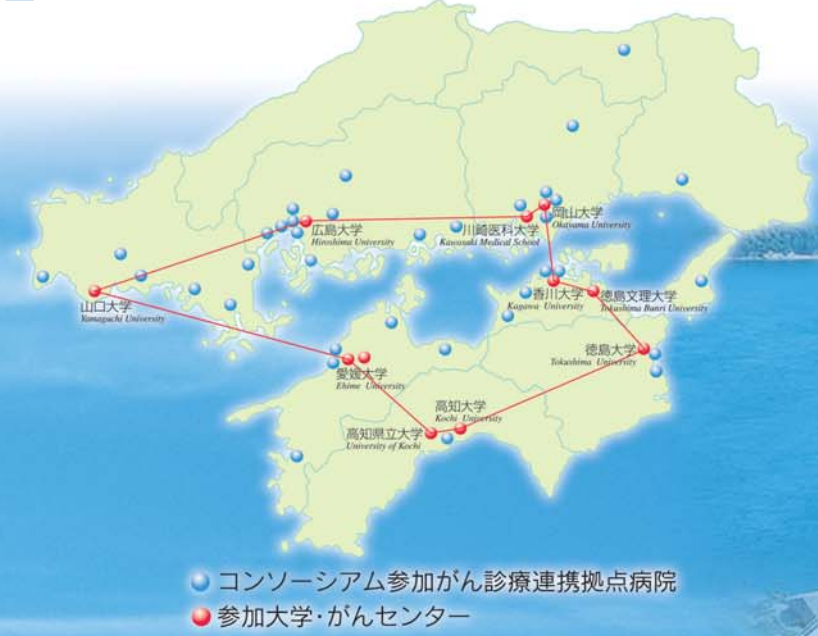 広島大学
Hiroshima University
川崎医科大学
Kawasaki Medical School
岡山大学
Okayama University
山口大学
Yamaguchi University
香川大学
Kagawa University
徳島文理大学
Tokushima Bunri University
愛媛大学
Ehime University
徳島大学
Tokushima University
高知大学
Kochi University
高知県立大学
University of Kochi
コンソーシアム参加がん診療連携拠点病院
参加大学・がんセンター